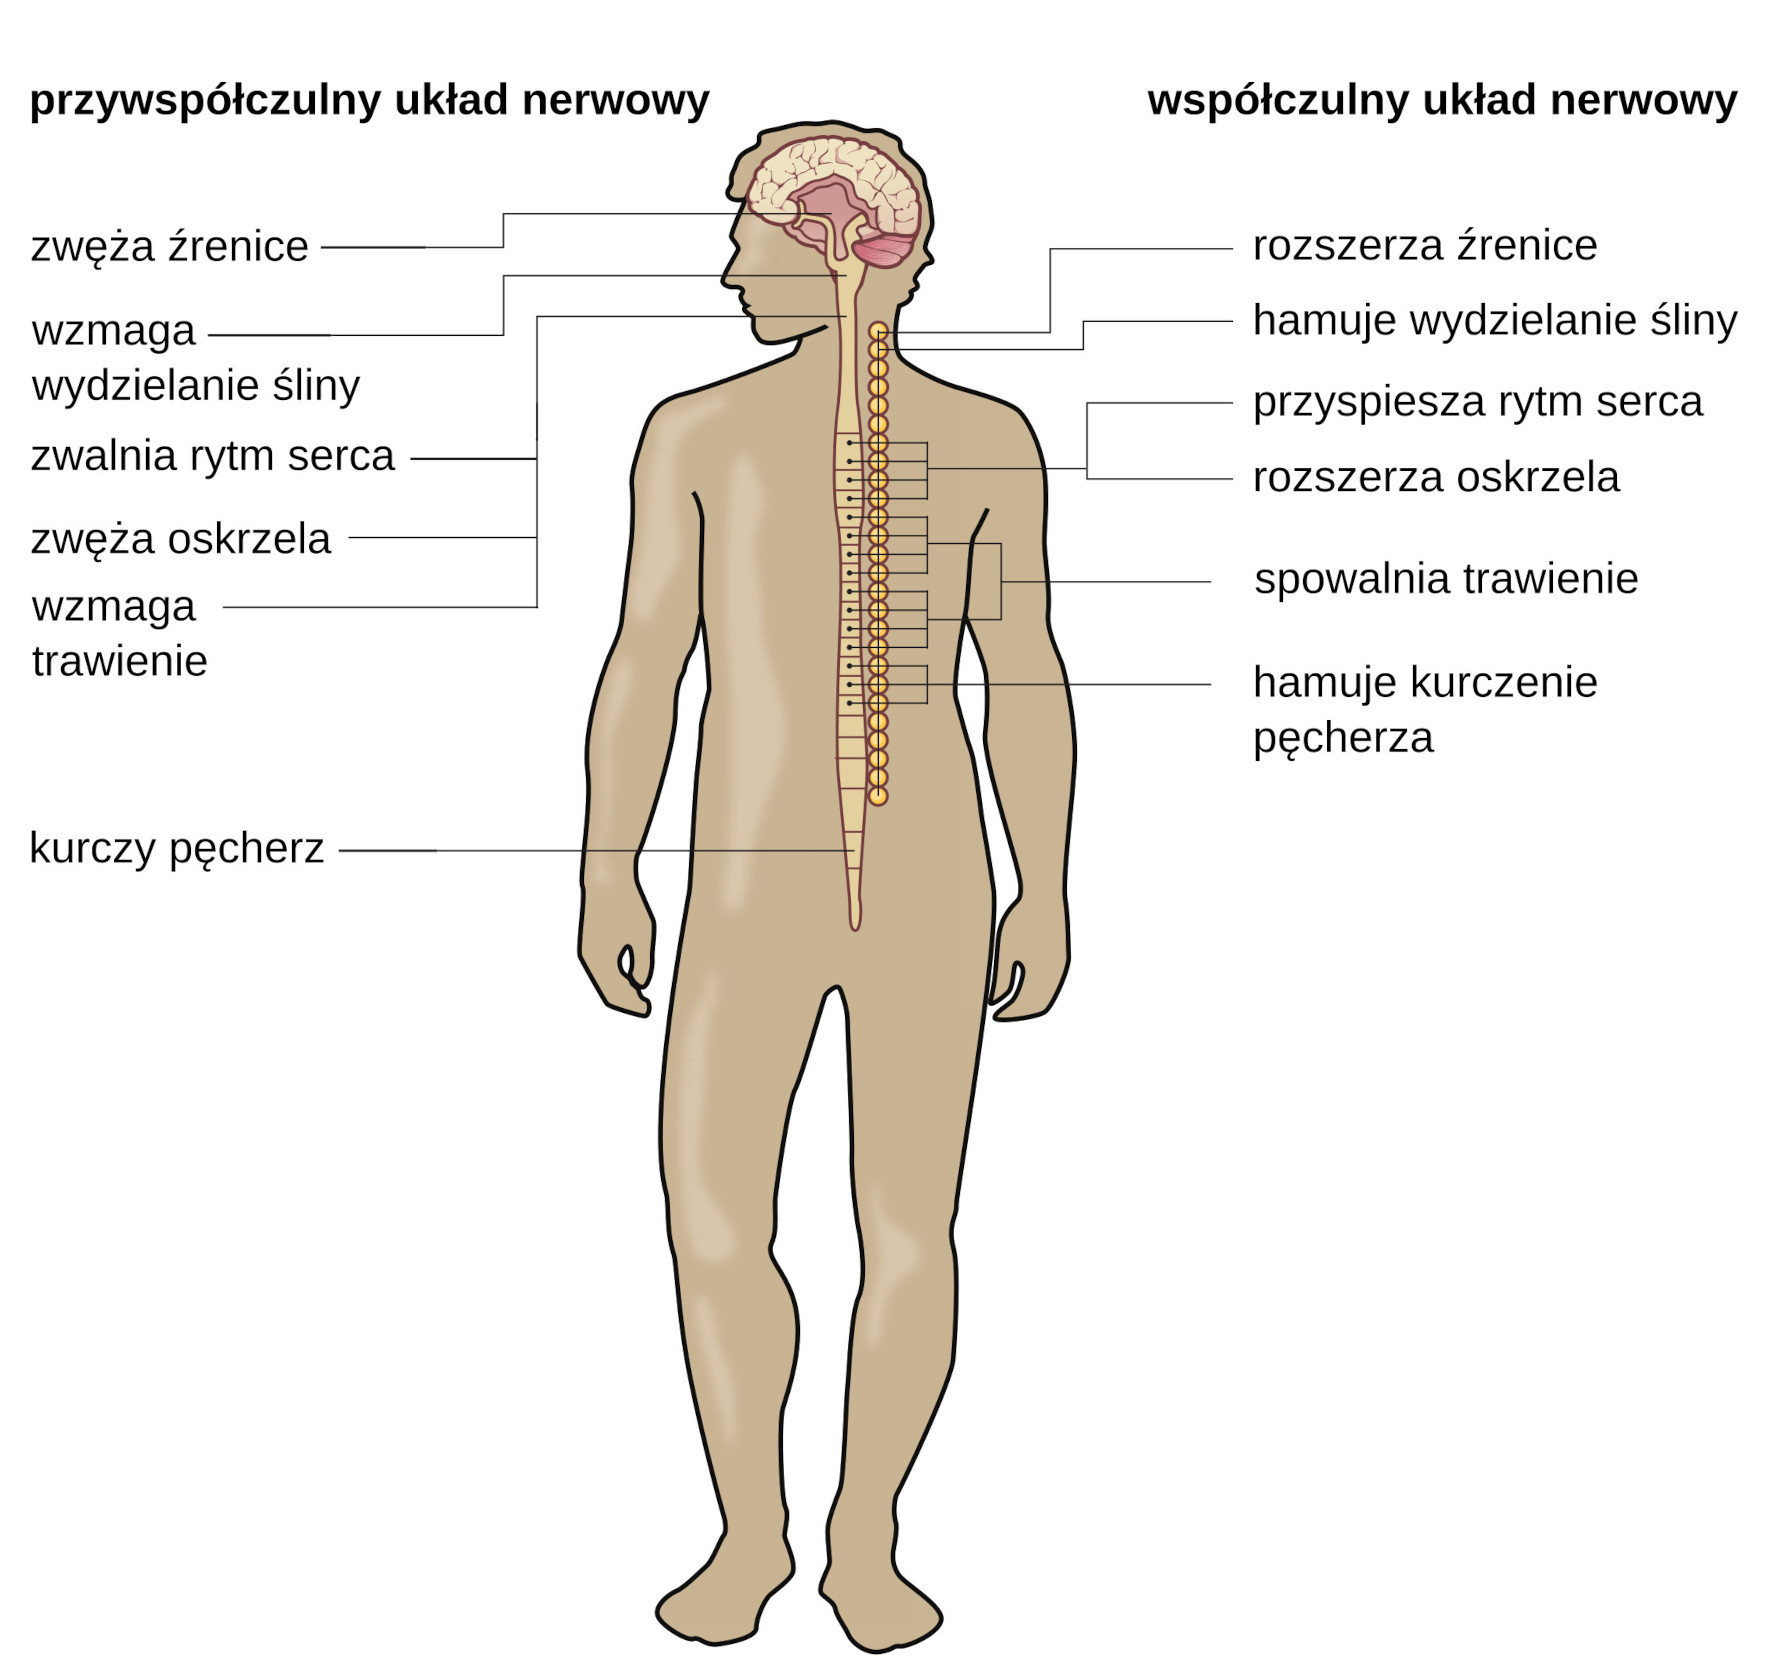 przywspółczulny układ nerwowy
zwęża źrenice
wzmaga
wydzielanie śliny
zwalnia rytm serca
zwęża oskrzela
wzmaga
trawienie
kurczy pęcherz
współczulny układ nerwowy
rozszerza źrenice
hamuje wydzielanie śliny
przyspiesza rytm serca
rozszerza oskrzela
spowalnia trawienie
hamuje kurczenie
pęcherza